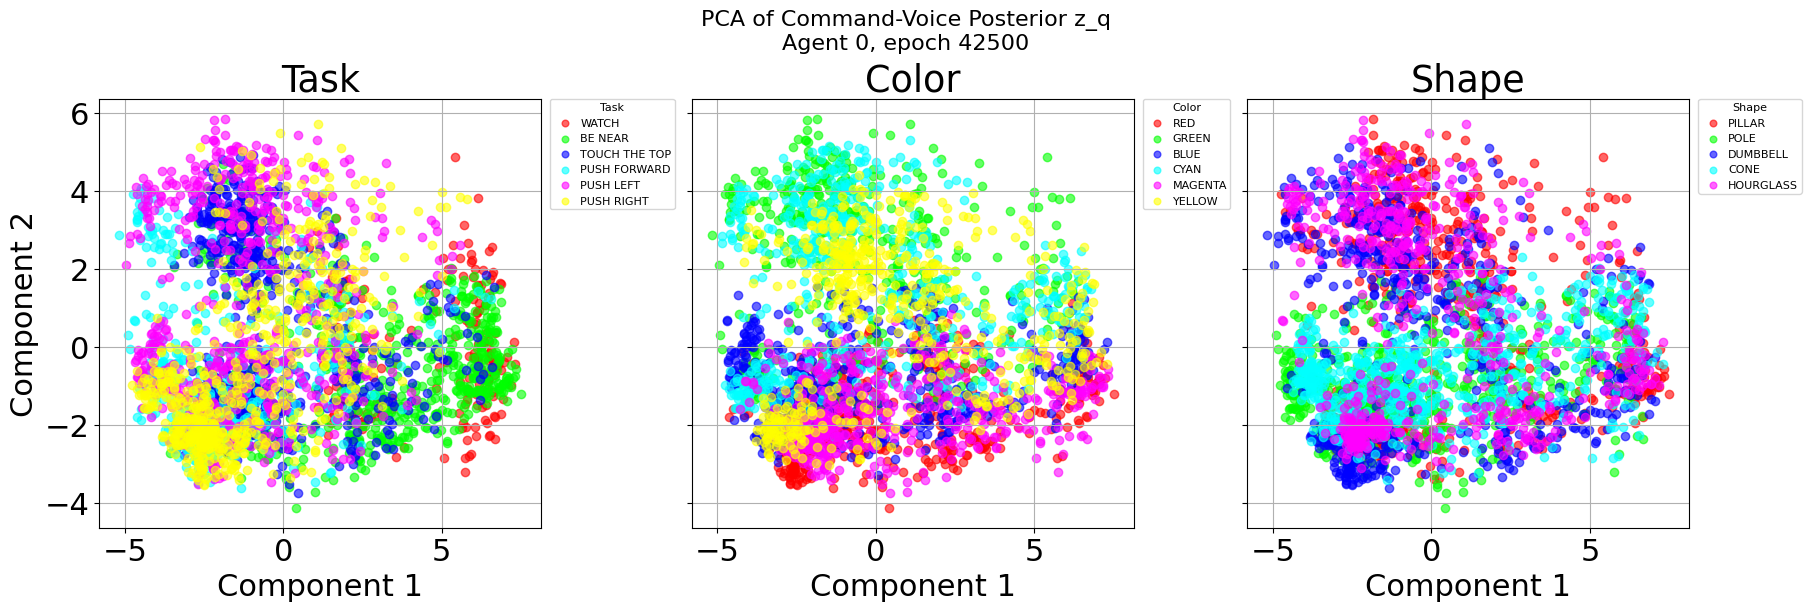 PCA of Command-Voice Posterior z_q
Agent 0, epoch 42500
Task
Color
Shape
Component 2
6
4
2
0
−2
−4
−5 0 5
Component 1
−5 0 5
Component 1
−5 0 5
Component 1
Task
WATCH
BE NEAR
TOUCH THE TOP
PUSH FORWARD
PUSH LEFT
PUSH RIGHT
Color
RED
GREEN
BLUE
CYAN
MAGENTA
YELLOW
Shape
PILLAR
POLE
DUMBBELL
CONE
HOURGLASS